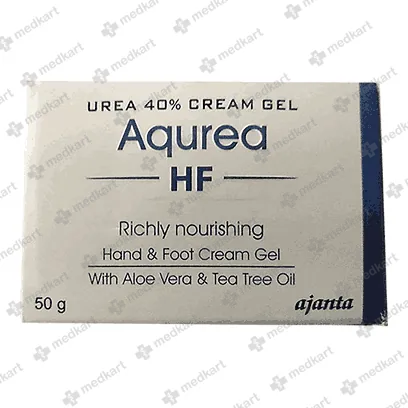 UREA 40% CREAM GEL
Aqurea
HF
Richly nourishing
Hand & Foot Cream Gel
With Aloe Vera & Tea Tree Oil
50 g
ajanta
medkart